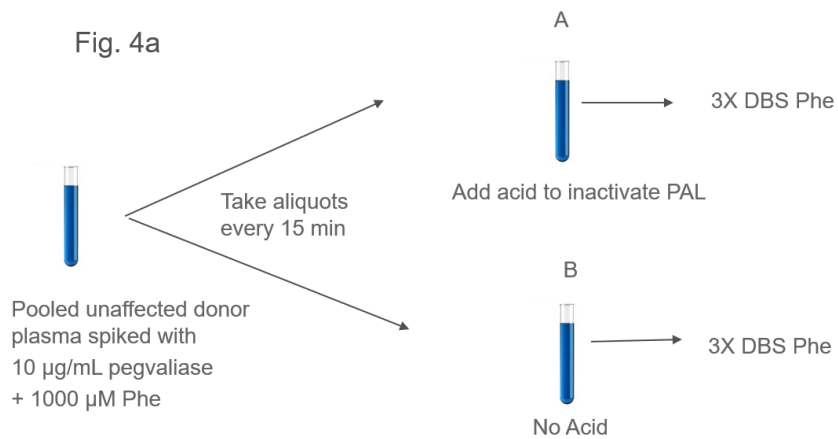 Fig. 4a
A
3X DBS Phe
Add acid to inactivate PAL
Take aliquots
every 15 min
Pooled unaffected donor
plasma spiked with
10 µg/mL pegvaliase
+ 1000 µM Phe
B
3X DBS Phe
No Acid